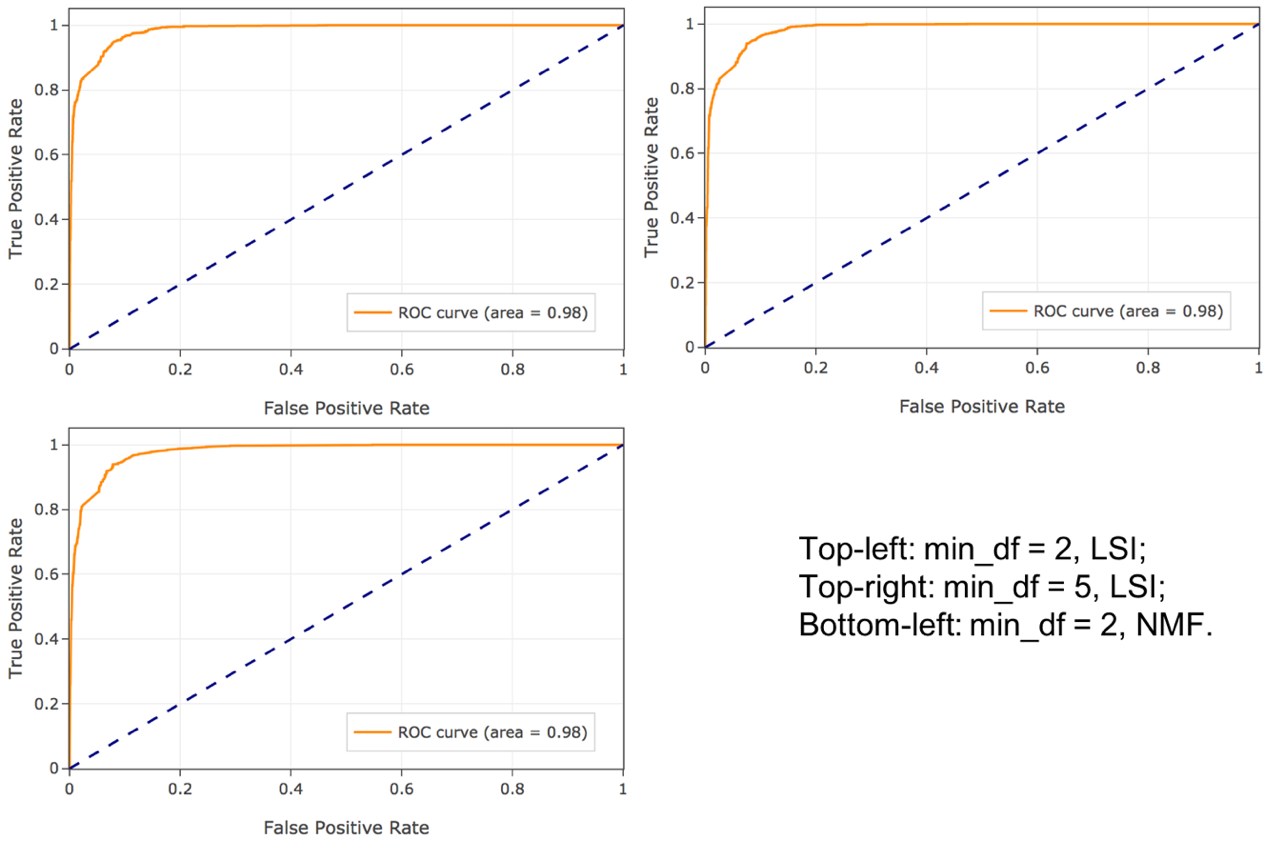 1
0.8
0.6
0.4
0.2
0
True Positive Rate
ROC curve (area = 0.98)
0 0.2 0.4 0.6 0.8 1
False Positive Rate
1
0.8
0.6
0.4
0.2
0
True Positive Rate
ROC curve (area = 0.98)
0 0.2 0.4 0.6 0.8 1
False Positive Rate
1
0.8
0.6
0.4
0.2
0
True Positive Rate
ROC curve (area = 0.98)
0 0.2 0.4 0.6 0.8 1
False Positive Rate
Top-left: min_df = 2, LSI;
Top-right: min_df = 5, LSI;
Bottom-left: min_df = 2, NMF.